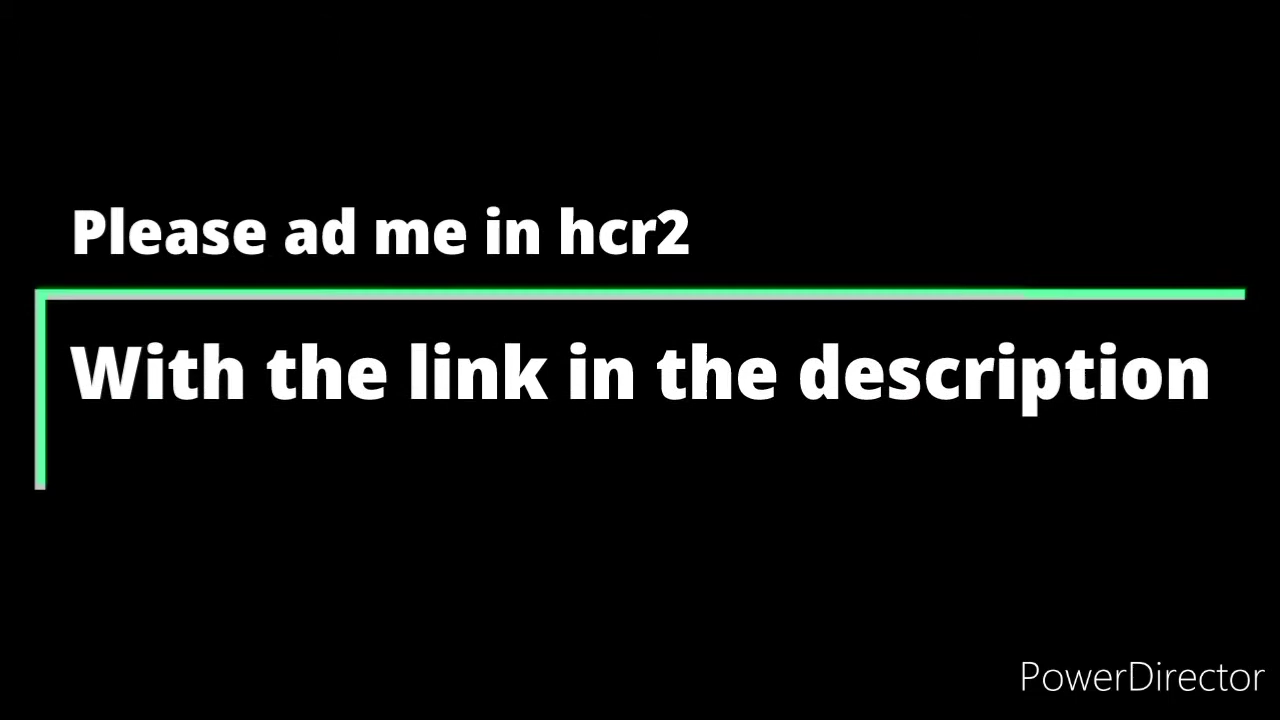 Please ad me in hcr2
With the link in the description
PowerDirector